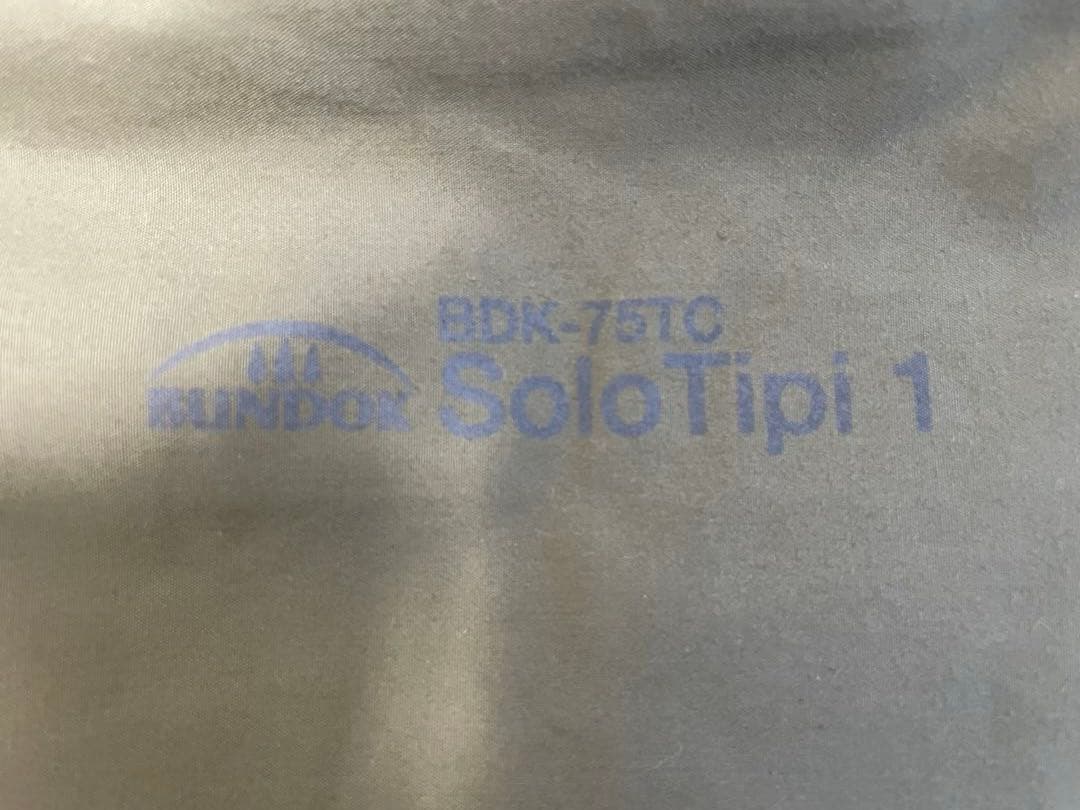 BUNDOK
BDK-75TC
SoloTipi 1